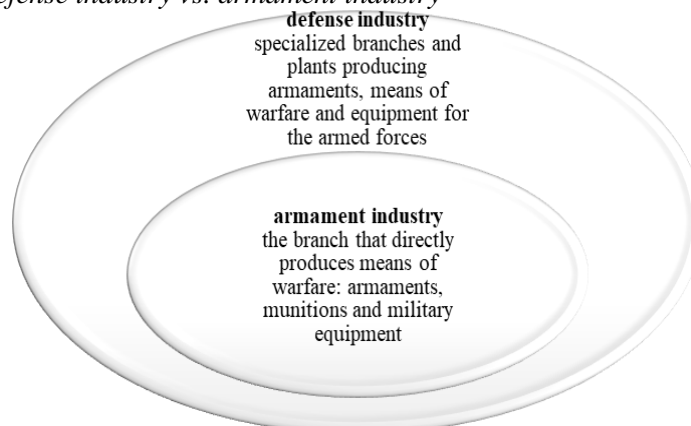 defense industry vs. armament industry
defense industry
specialized branches and
plants producing
armaments, means of
warfare and equipment for
the armed forces
armament industry
the branch that directly
produces means of
warfare: armaments,
munitions and military
equipment